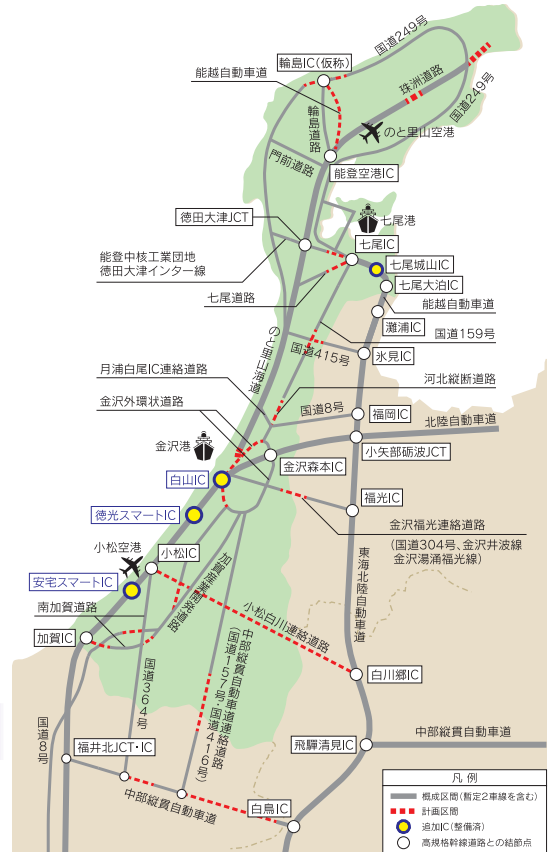 国道249号
輪島IC(仮称)
能越自動車道
珠洲道路
国道249号
輪島道路
のと里山空港
門前道路
能登空港IC
七尾港
徳田大津JCT
七尾IC
能登中核工業団地
徳田大津インター線
七尾城山IC
七尾大泊IC
七尾道路
能越自動車道
灘浦IC
のと里山海道
国道159号
国道415号
氷見IC
月浦白尾IC連絡道路
河北縦断道路
金沢外環状道路
国道8号
福岡IC
北陸自動車道
金沢港
小矢部砺波JCT
金沢森本IC
白山IC
福光IC
徳光スマートIC
金沢福光連絡道路
(国道304号、金沢井波線
金沢湯涌福光線)
小松空港
小松IC
加賀産業開発道路
東海北陸自動車道
安宅スマートIC
小松白川連絡道路
南加賀道路
加賀IC
国道364号
中部縦貫自動車道連絡道路
(国道157号・国道416号)
白川郷IC
国道8号
飛騨清見IC
中部縦貫自動車道
福井北JCT・IC
中部縦貫自動車道
白鳥IC
凡例
概成区間(暫定2車線を含む)
計画区間
追加IC(整備済)
高規格幹線道路との結節点